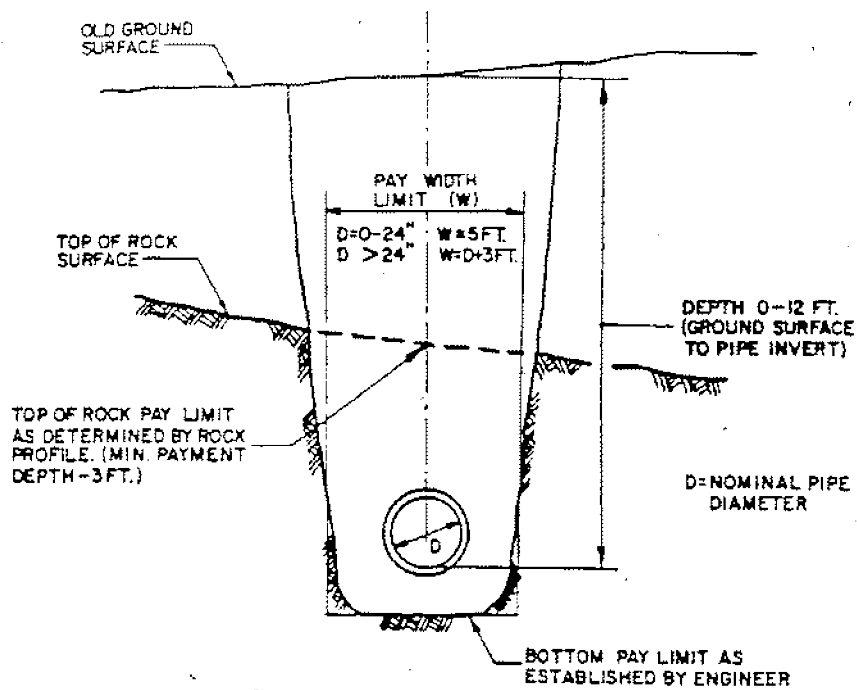 OLD GROUND
SURFACE
PAY WIDTH
LIMIT (W)
D=0-24" W=5FT.
D >24" W=D+3FT.
TOP OF ROCK
SURFACE
DEPTH 0-12 FT.
(GROUND SURFACE
TO PIPE INVERT)
TOP OF ROCK PAY LIMIT
AS DETERMINED BY ROCK
PROFILE. (MIN. PAYMENT
DEPTH-3FT.)
D=NOMINAL PIPE
DIAMETER
D
BOTTOM PAY LIMIT AS
ESTABLISHED BY ENGINEER